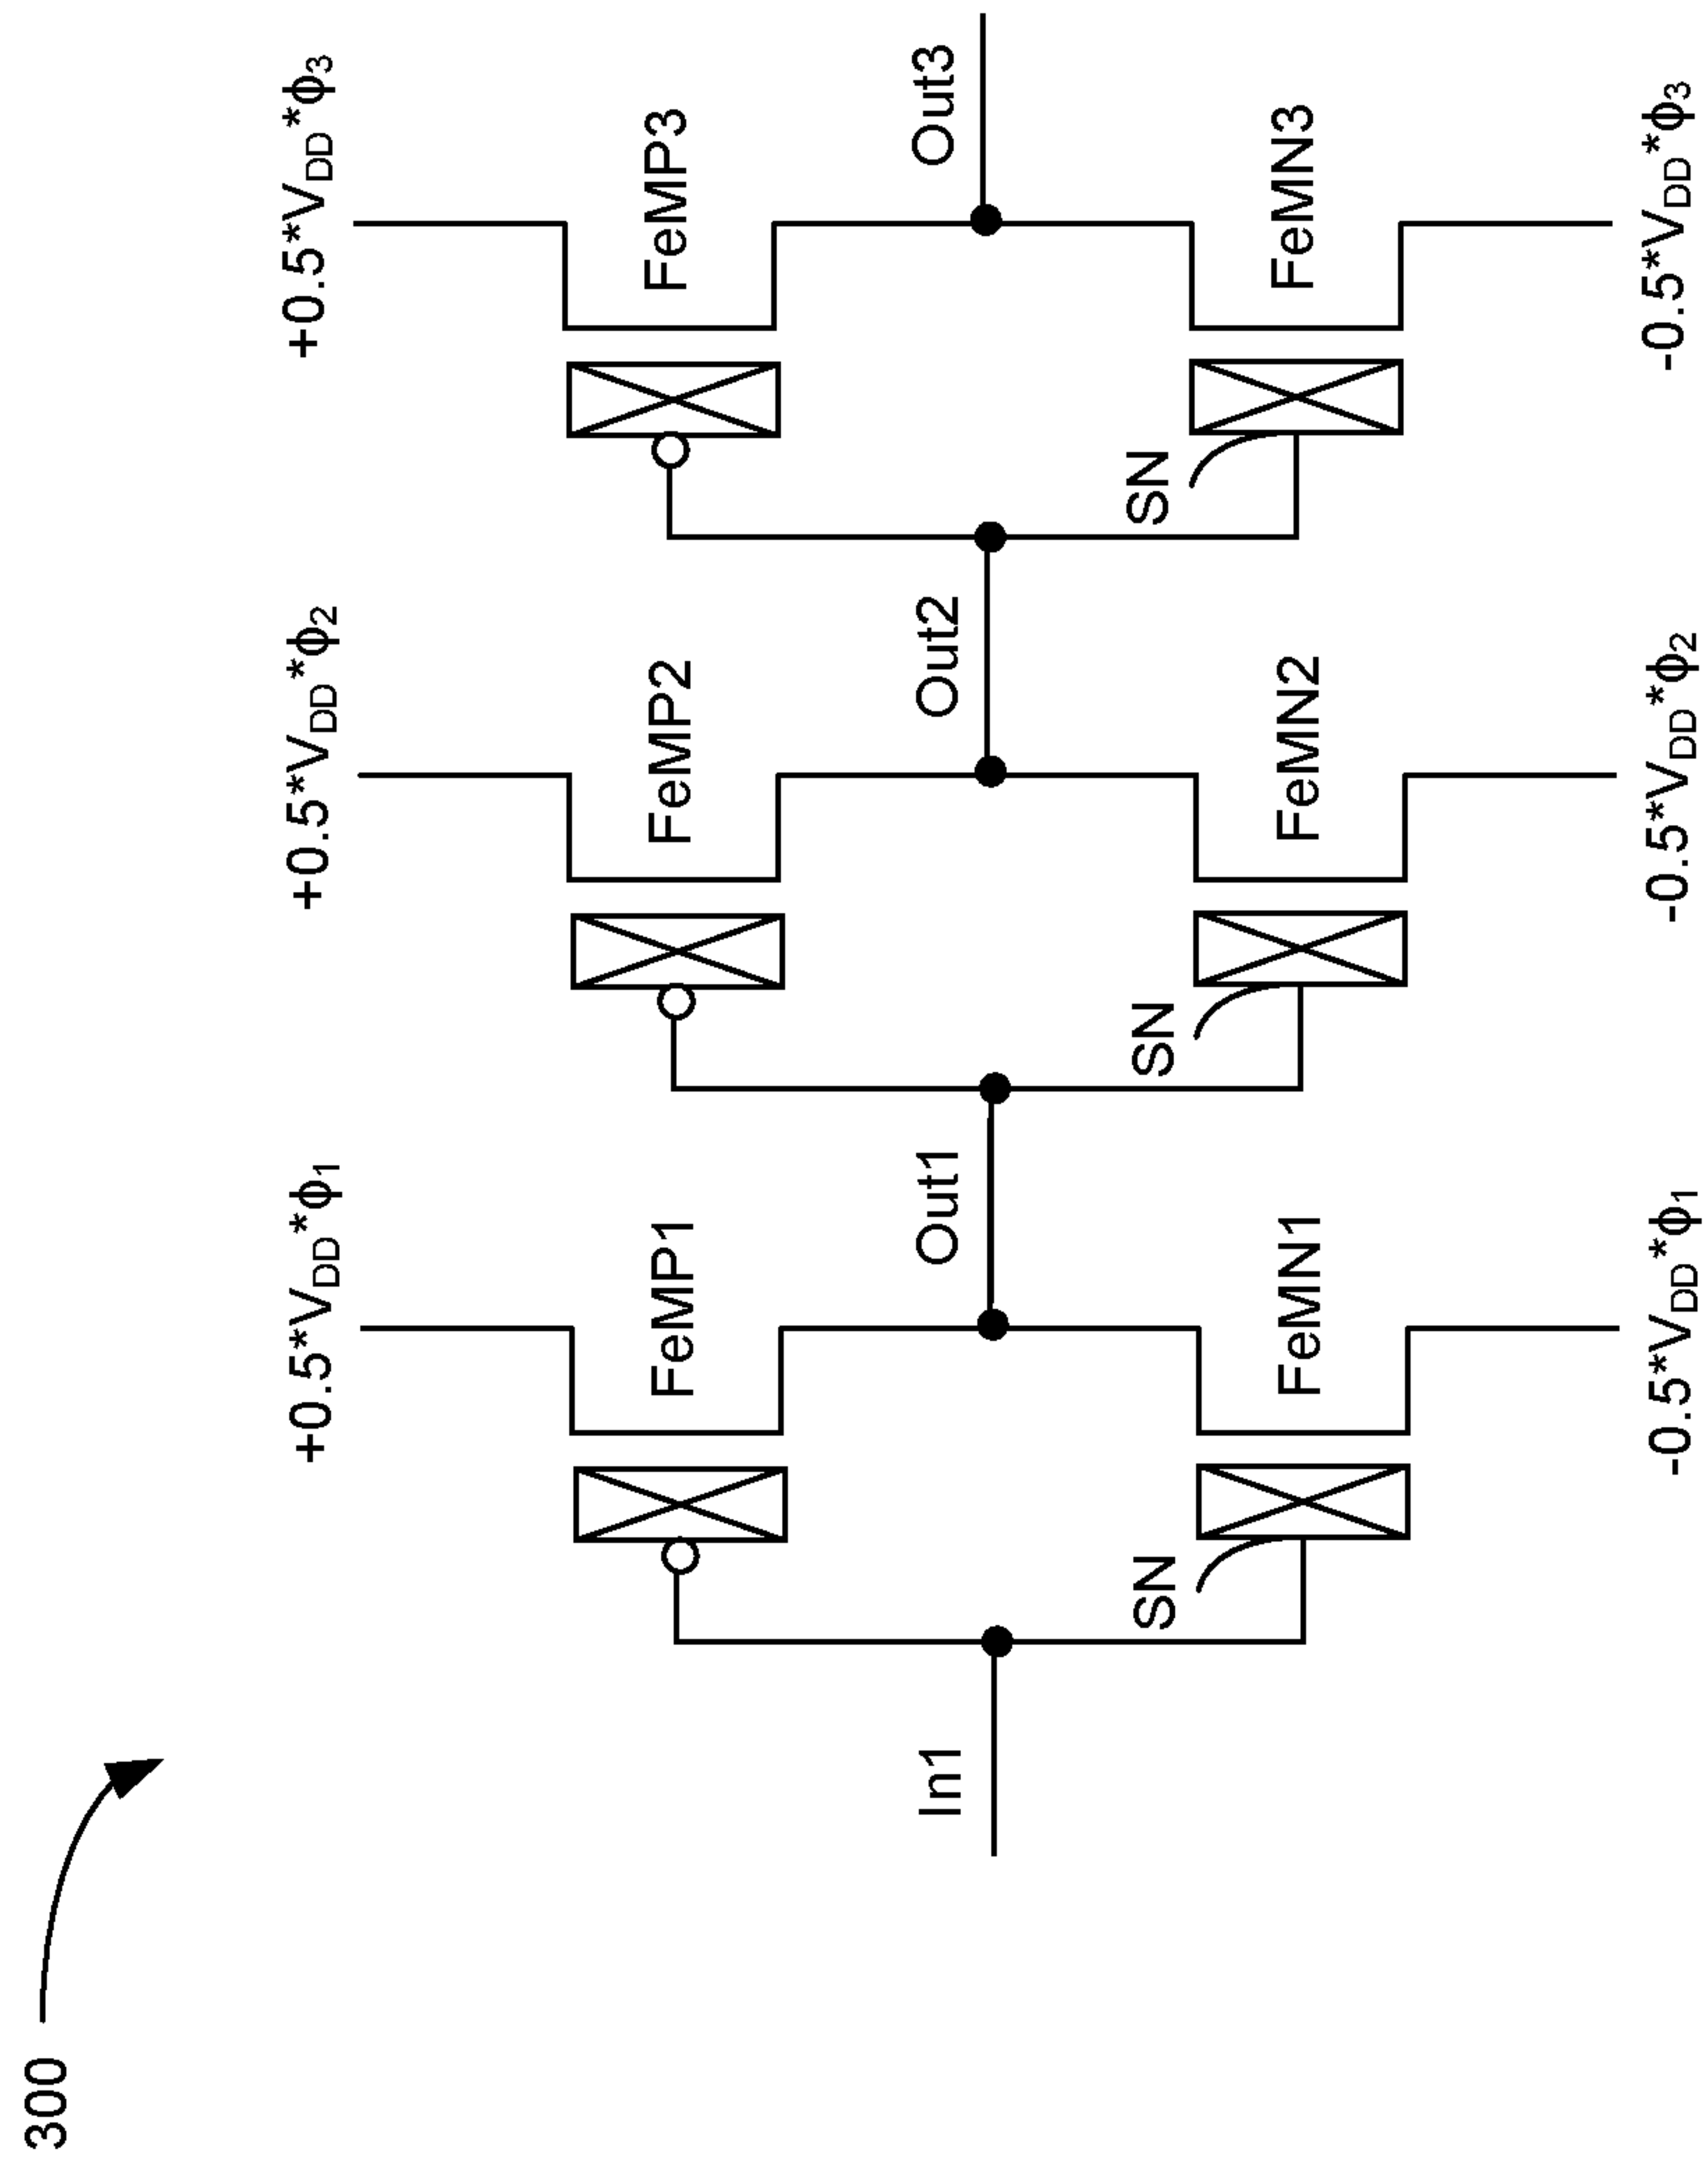 300
+0.5*VDD*ϕ1
+0.5*VDD*ϕ2
+0.5*VDD*ϕ3
FeMP1
FeMP2
FeMP3
In1
Out1
Out2
Out3
SN
SN
SN
FeMN1
FeMN2
FeMN3
-0.5*VDD*ϕ1
-0.5*VDD*ϕ2
-0.5*VDD*ϕ3